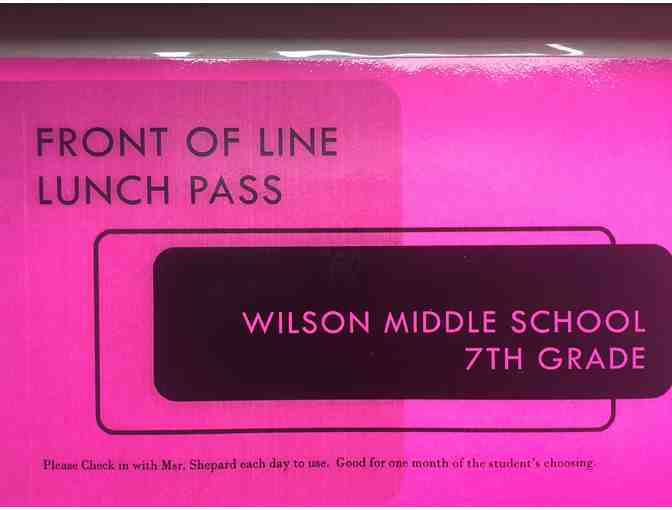 FRONT OF LINE
LUNCH PASS
WILSON MIDDLE SCHOOL
7TH GRADE
Please Check in with Msr. Shepard each day to use. Good for one month of the student's choosing.